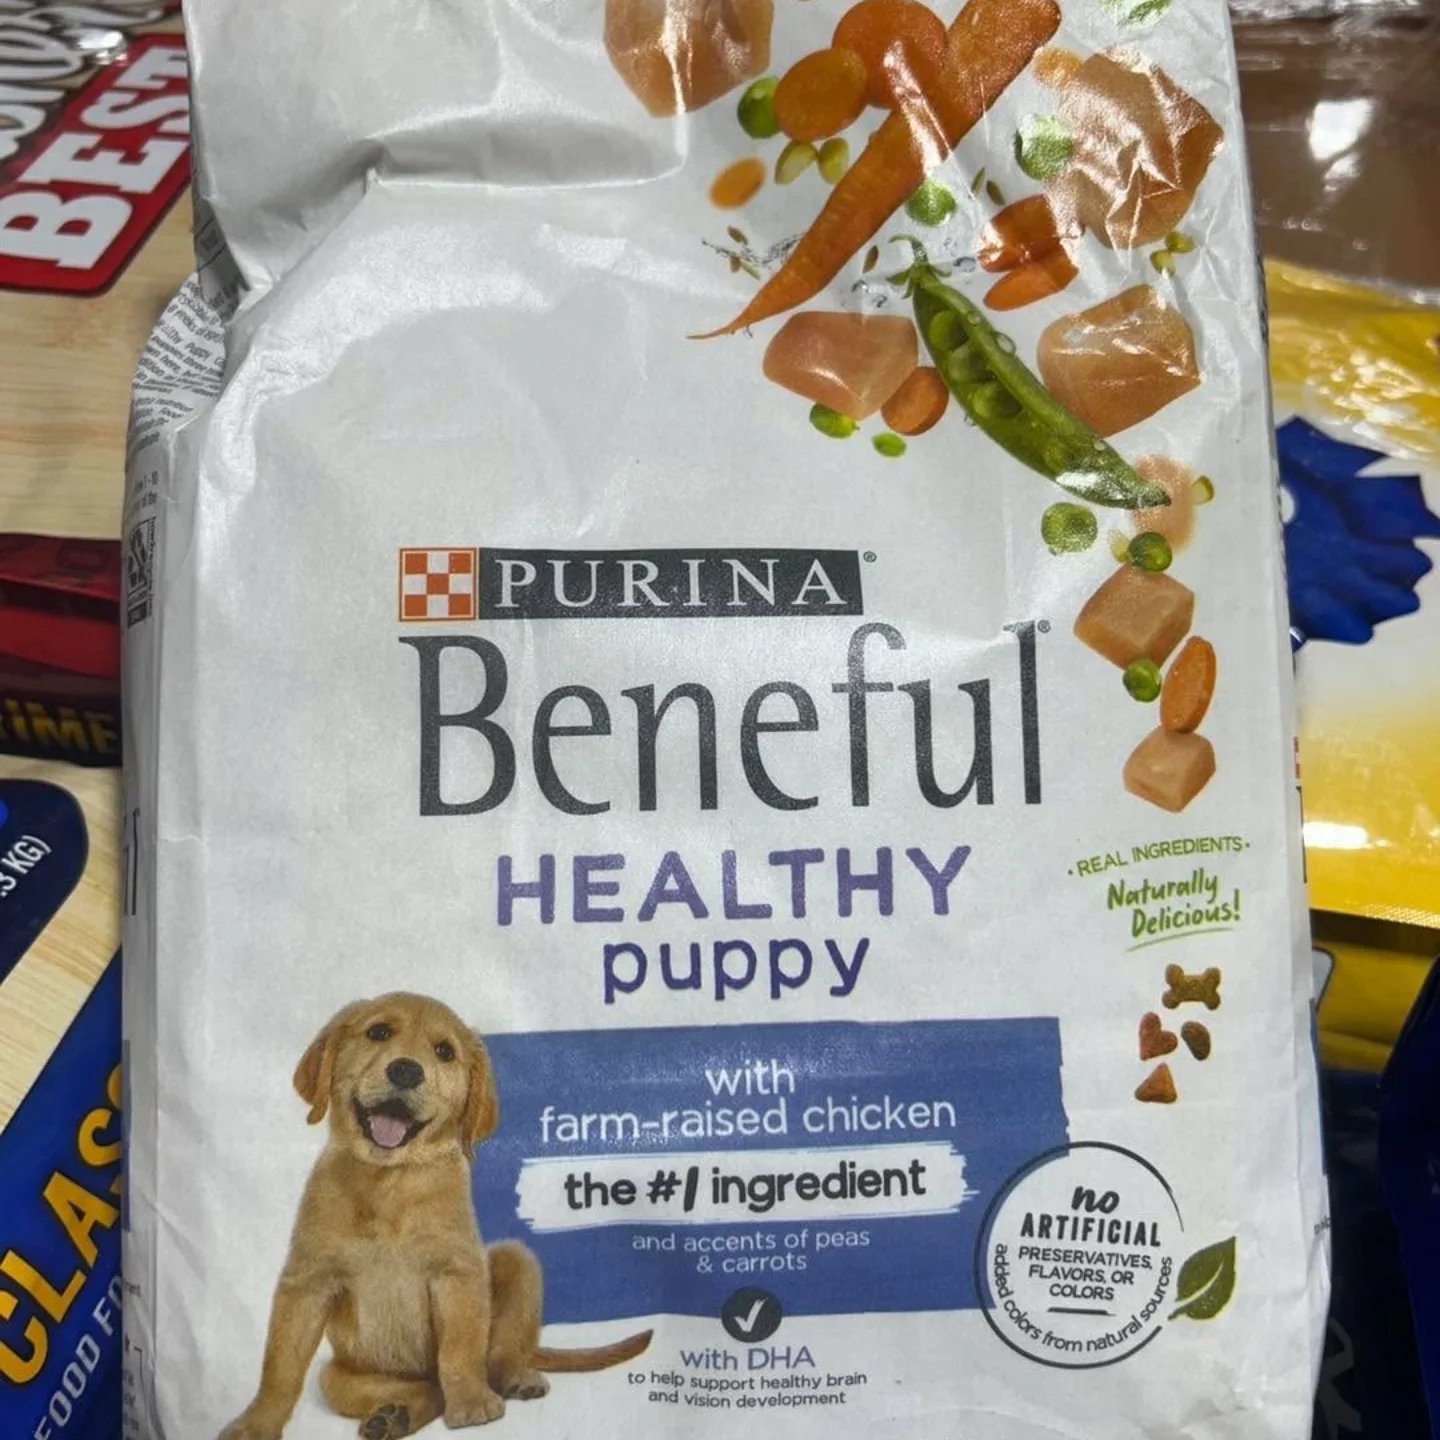 BEST
PURINA®
Beneful®
HEALTHY
puppy
· REAL INGREDIENTS ·
Naturally
Delicious!
with
farm-raised chicken
the #1 ingredient
and accents of peas
& carrots
with DHA
to help support healthy brain
and vision development
no
ARTIFICIAL
PRESERVATIVES,
FLAVORS, OR
COLORS
added colors from natural sources
KG)
FOOD